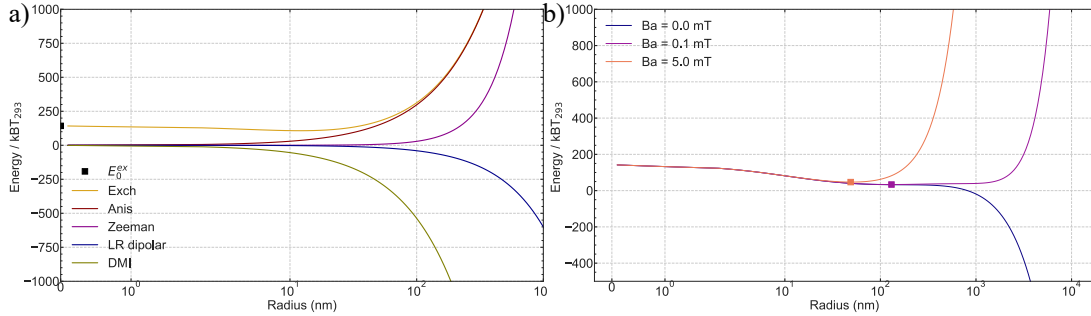 a)
1000
750
500
250
0
−250
−500
−750
−1000
Energy / kBT₂₉₃
E₀ᵉˣ
Exch
Anis
Zeeman
LR dipolar
DMI
0 10⁰ 10¹ 10² 10
Radius (nm)
b)
1000
800
600
400
200
0
−200
−400
Energy / kBT₂₉₃
Ba = 0.0 mT
Ba = 0.1 mT
Ba = 5.0 mT
0 10⁰ 10¹ 10² 10³ 10⁴
Radius (nm)